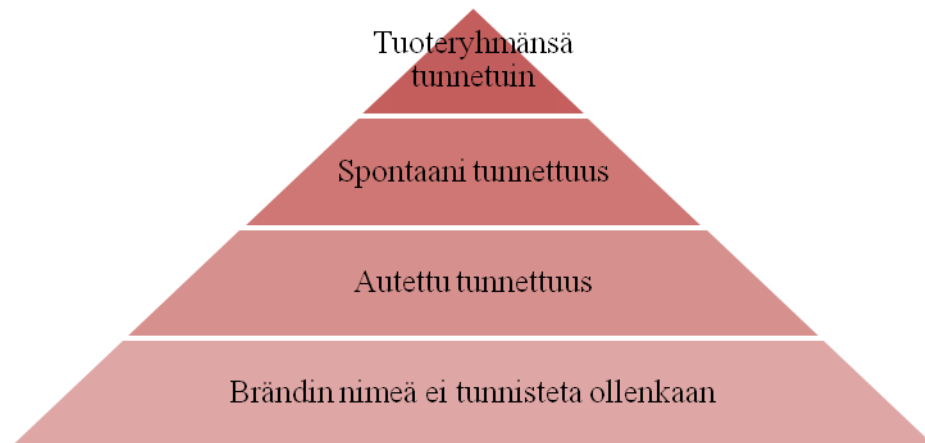 Tuoteryhmänsä
tunnetuin
Spontaani tunnettuus
Autettu tunnettuus
Brändin nimeä ei tunnisteta ollenkaan